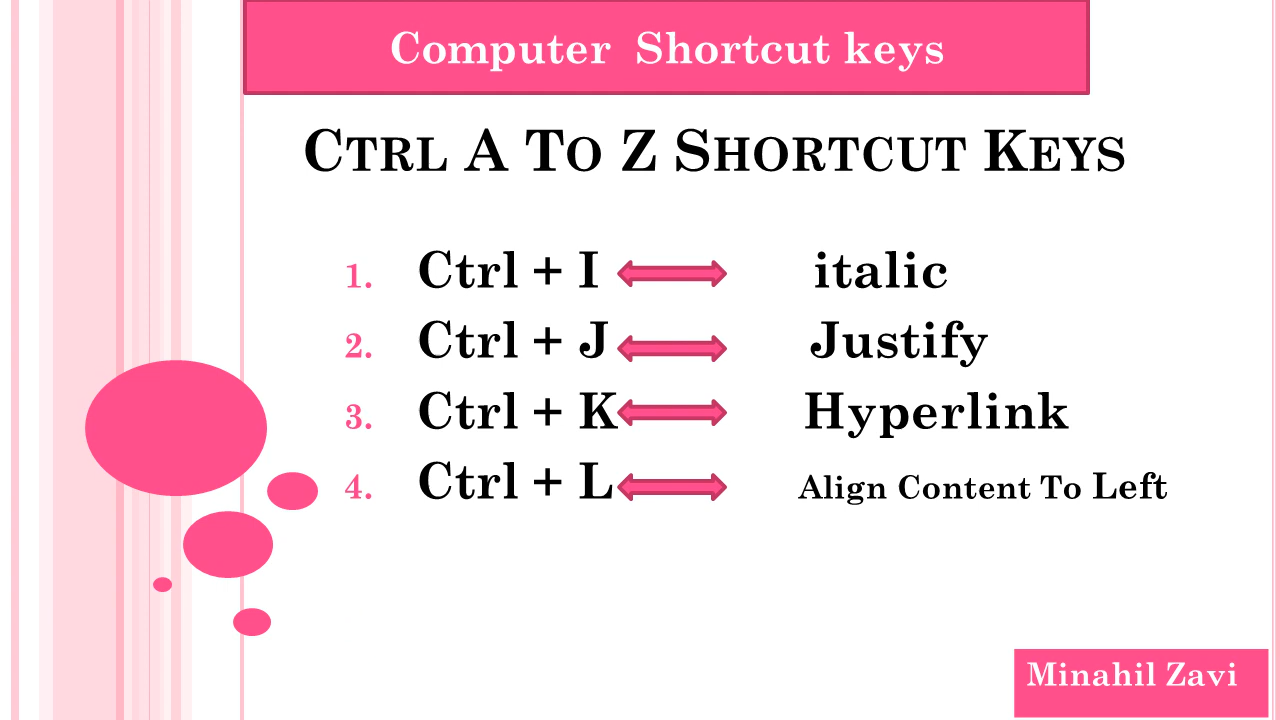 Computer Shortcut keys
Ctrl A To Z Shortcut Keys
1. Ctrl + I italic
2. Ctrl + J Justify
3. Ctrl + K Hyperlink
4. Ctrl + L Align Content To Left
Minahil Zavi